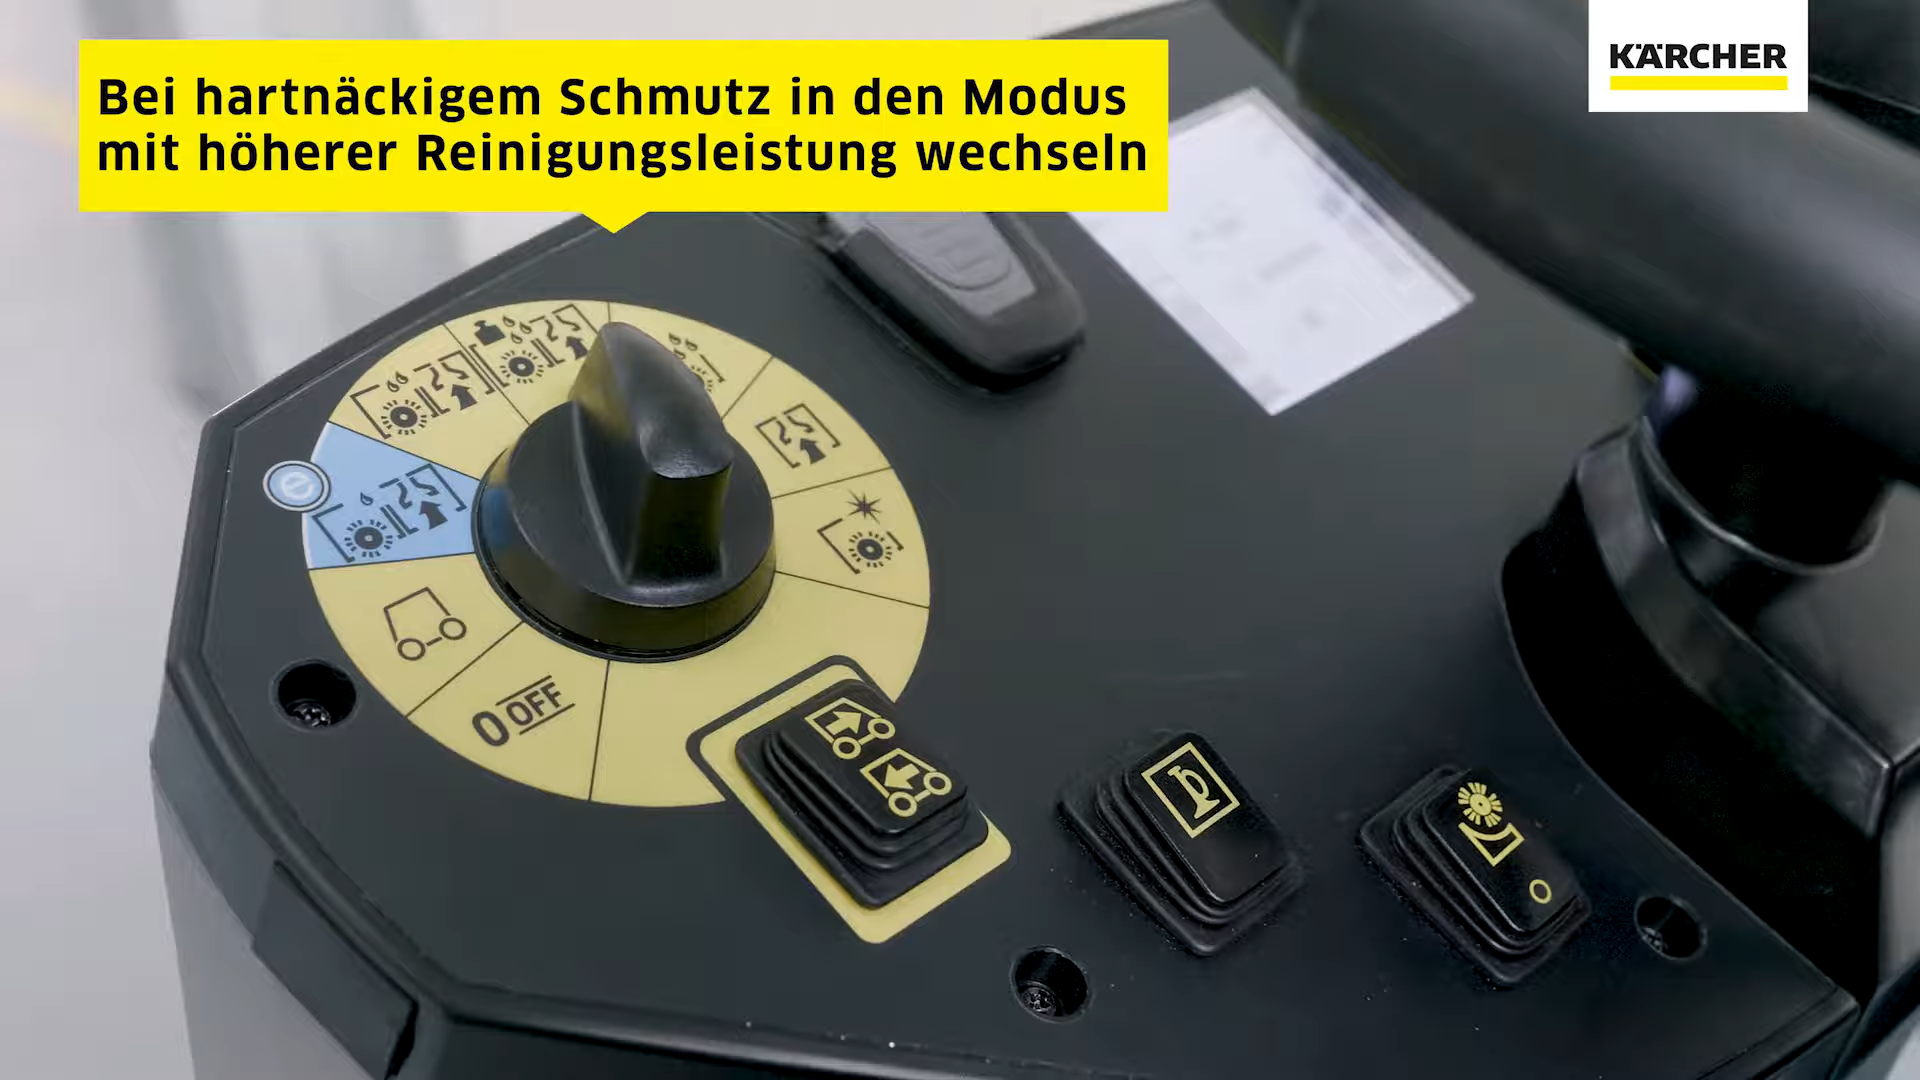 Bei hartnäckigem Schmutz in den Modus
mit höherer Reinigungsleistung wechseln
KÄRCHER
e
0 OFF